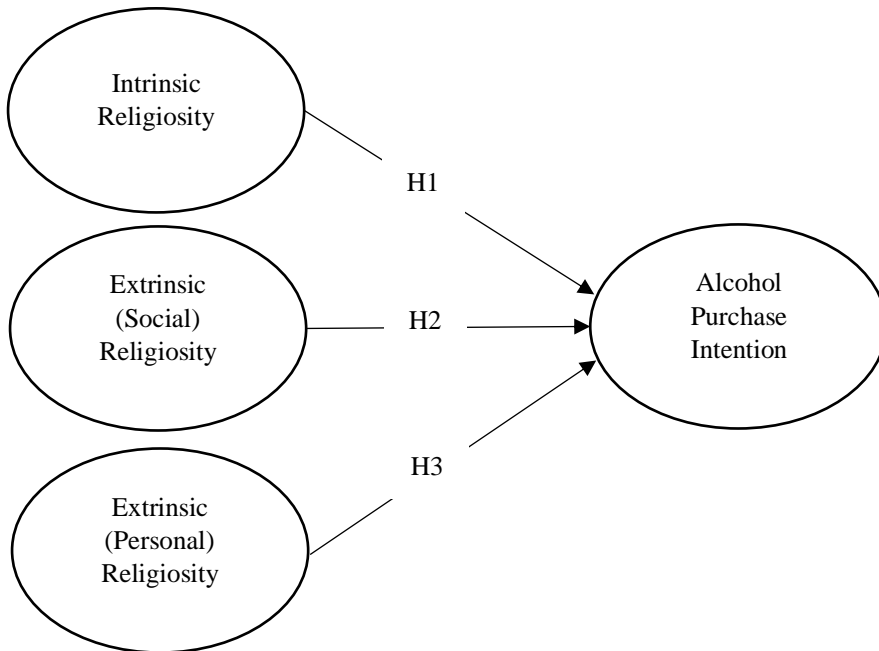 Intrinsic
Religiosity
H1
Extrinsic
(Social)
Religiosity
H2
Alcohol
Purchase
Intention
H3
Extrinsic
(Personal)
Religiosity